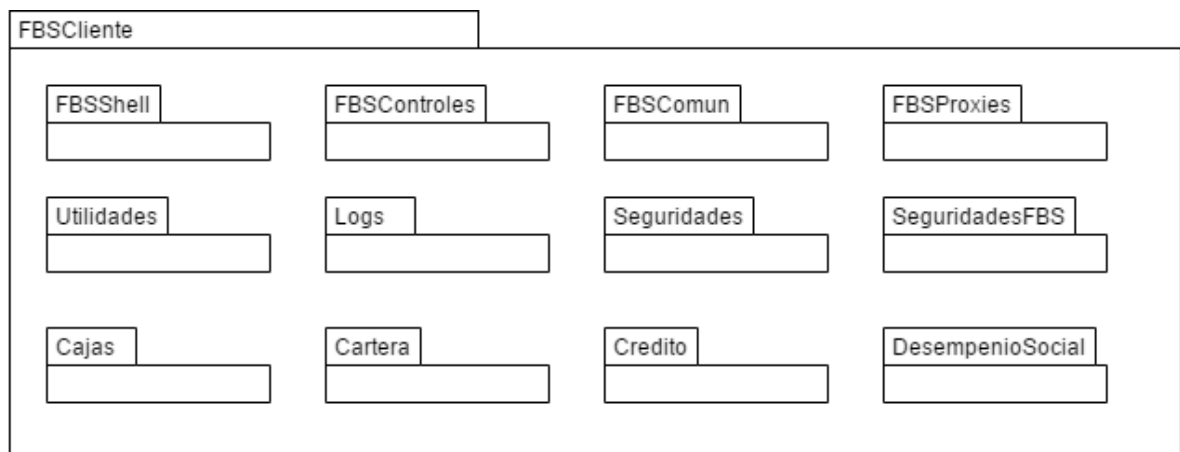 FBSCliente
FBSShell FBSControles FBSComun FBSProxies
Utilidades Logs Seguridades SeguridadesFBS
Cajas Cartera Credito DesempenioSocial